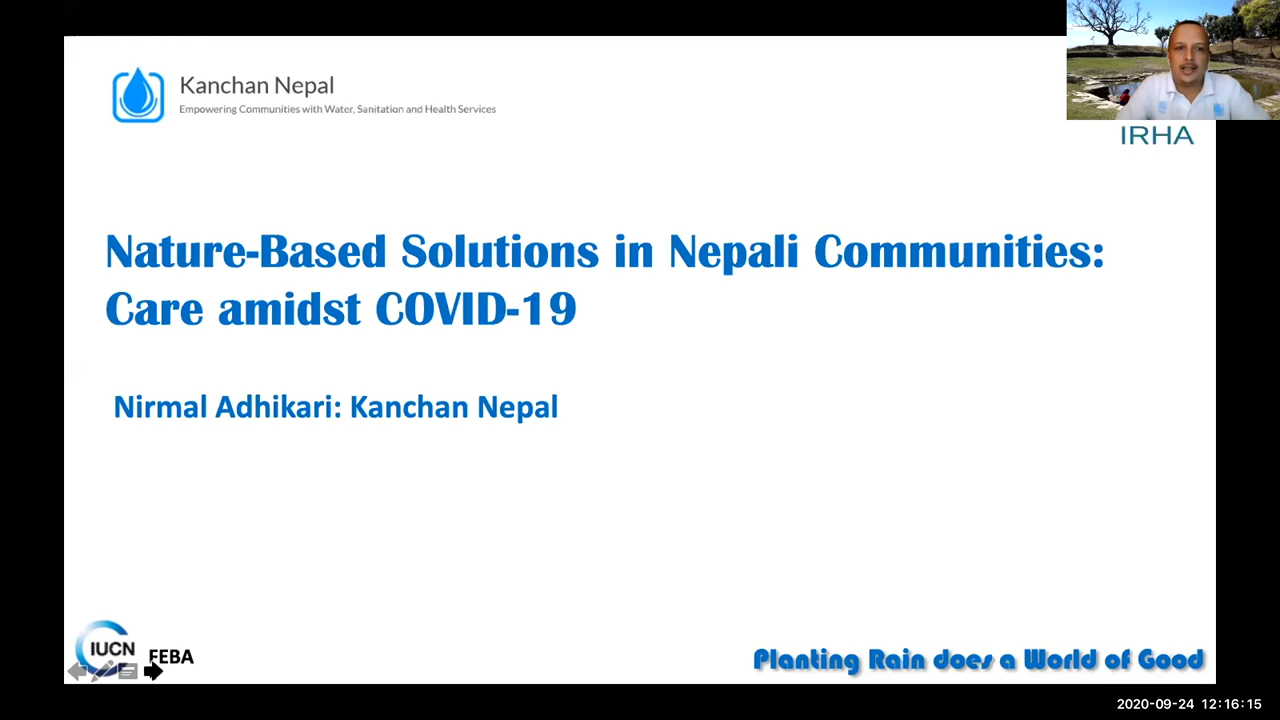 Kanchan Nepal
Empowering Communities with Water, Sanitation and Health Services
IRHA
Nature-Based Solutions in Nepali Communities:
Care amidst COVID-19
Nirmal Adhikari: Kanchan Nepal
IUCN
FEBA
Planting Rain does a World of Good
2020-09-24 12:16:15